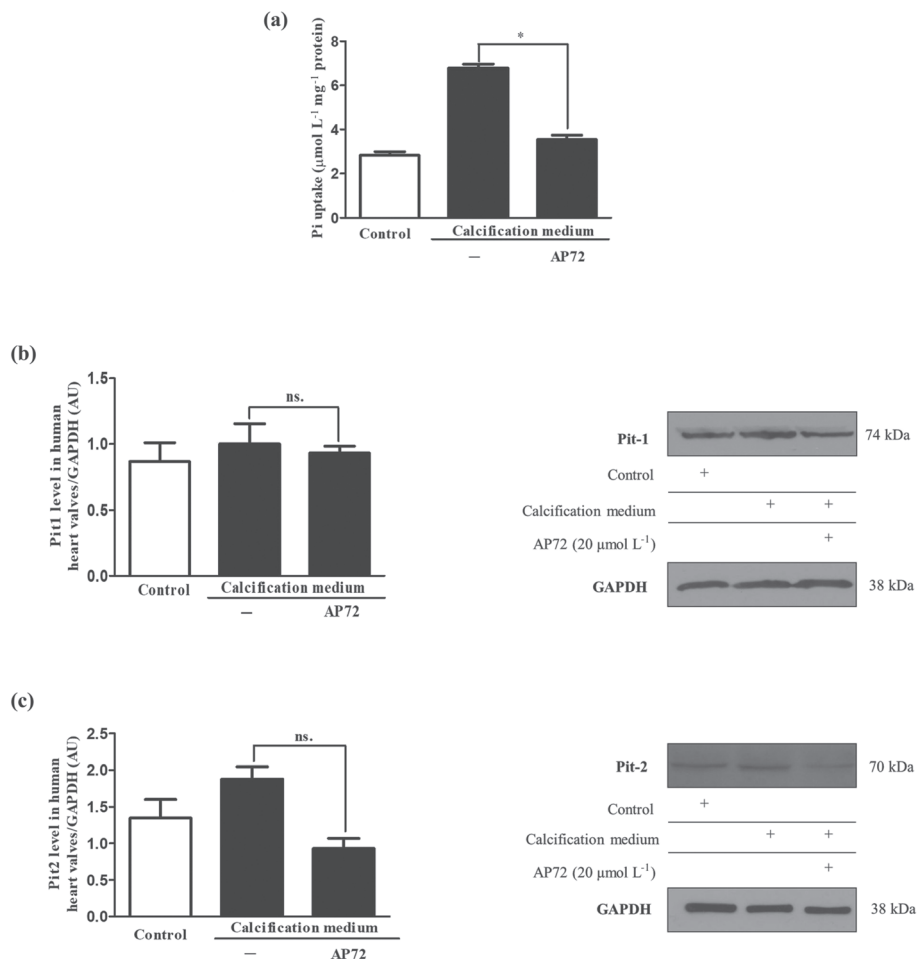 (a)
Pi uptake (µmol L⁻¹ mg⁻¹ protein)
8
6
4
2
0
*
Control
Calcification medium
— AP72
(b)
Pit1 level in human
heart valves/GAPDH (AU)
1.5
1.0
0.5
0.0
ns.
Control
Calcification medium
— AP72
Pit-1 74 kDa
Control +
Calcification medium + +
AP72 (20 µmol L⁻¹) +
GAPDH 38 kDa
(c)
Pit2 level in human
heart valves/GAPDH (AU)
2.5
2.0
1.5
1.0
0.5
0.0
ns.
Control
Calcification medium
— AP72
Pit-2 70 kDa
Control +
Calcification medium + +
AP72 (20 µmol L⁻¹) +
GAPDH 38 kDa